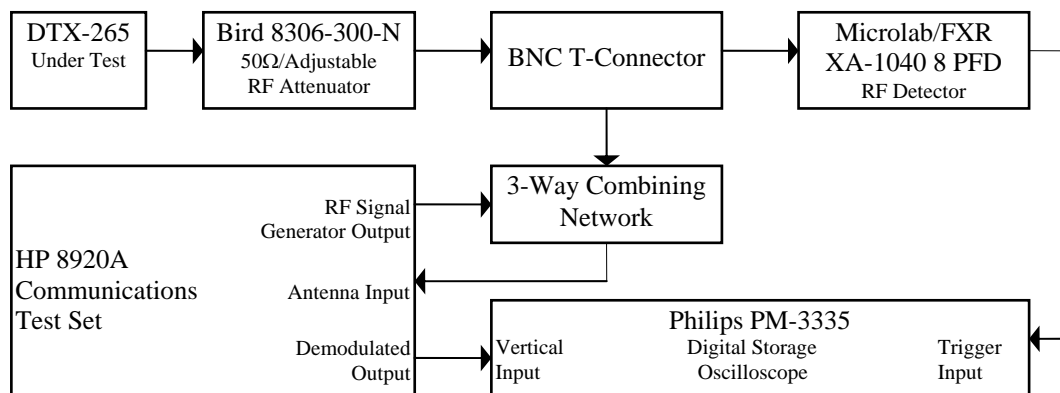 DTX-265
Under Test
Bird 8306-300-N
50Ω/Adjustable
RF Attenuator
BNC T-Connector
Microlab/FXR
XA-1040 8 PFD
RF Detector
3-Way Combining
Network
RF Signal
Generator Output
HP 8920A
Communications
Test Set
Antenna Input
Demodulated
Output
Philips PM-3335
Digital Storage
Oscilloscope
Vertical
Input
Trigger
Input